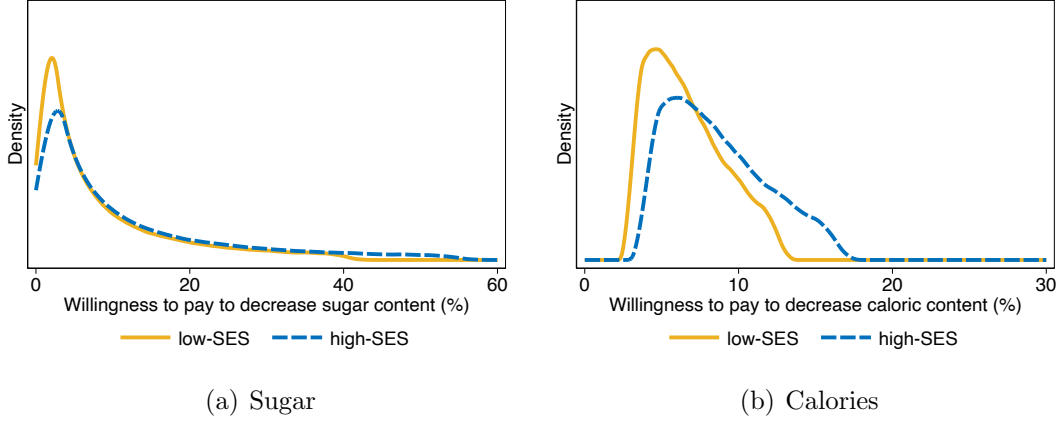 Density
0 20 40 60
Willingness to pay to decrease sugar content (%)
low-SES high-SES
(a) Sugar
Density
0 10 20 30
Willingness to pay to decrease caloric content (%)
low-SES high-SES
(b) Calories